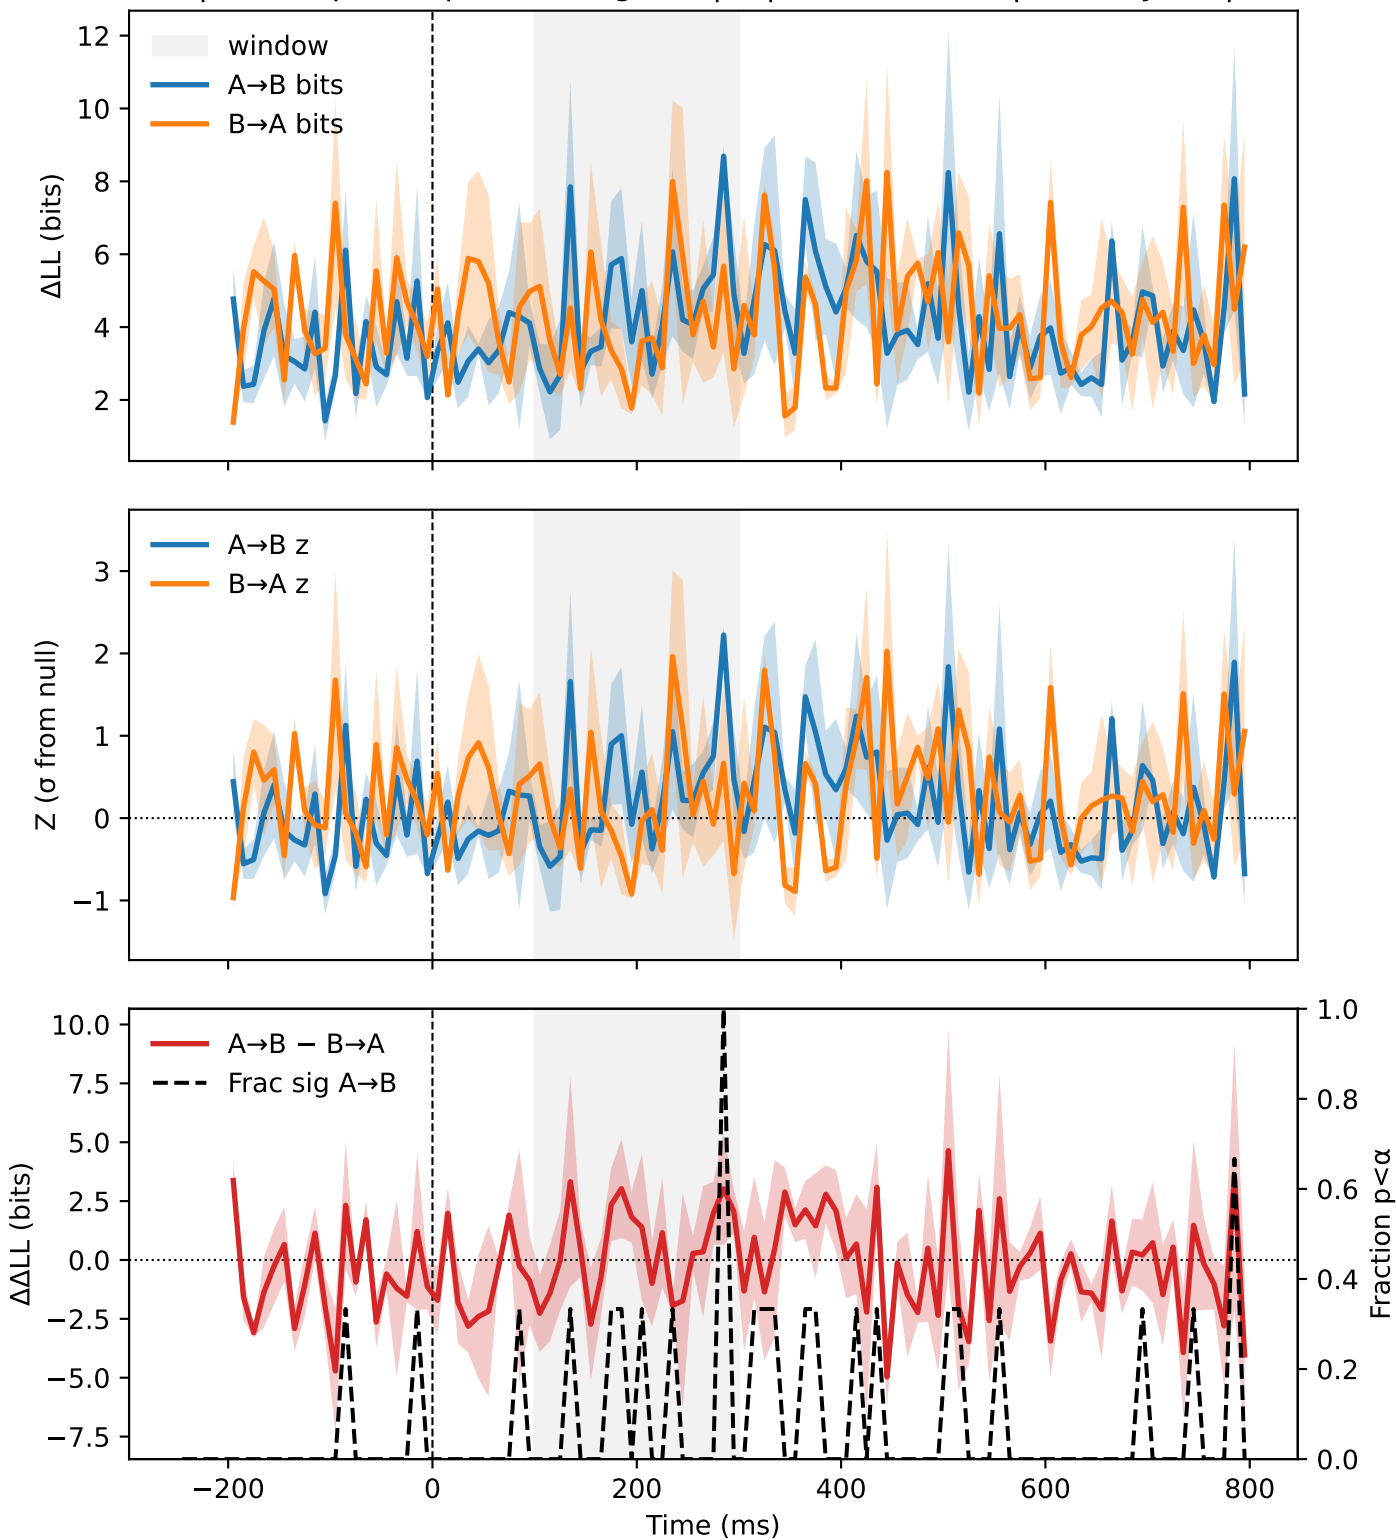 12
10
8
6
4
2
ΔLL (bits)
window
A→B bits
B→A bits
3
2
1
0
−1
Z (σ from null)
A→B z
B→A z
10.0
7.5
5.0
2.5
0.0
−2.5
−5.0
−7.5
ΔΔLL (bits)
A→B − B→A
Frac sig A→B
1.0
0.8
0.6
0.4
0.2
0.0
Fraction p<α
−200 0 200 400 600 800
Time (ms)